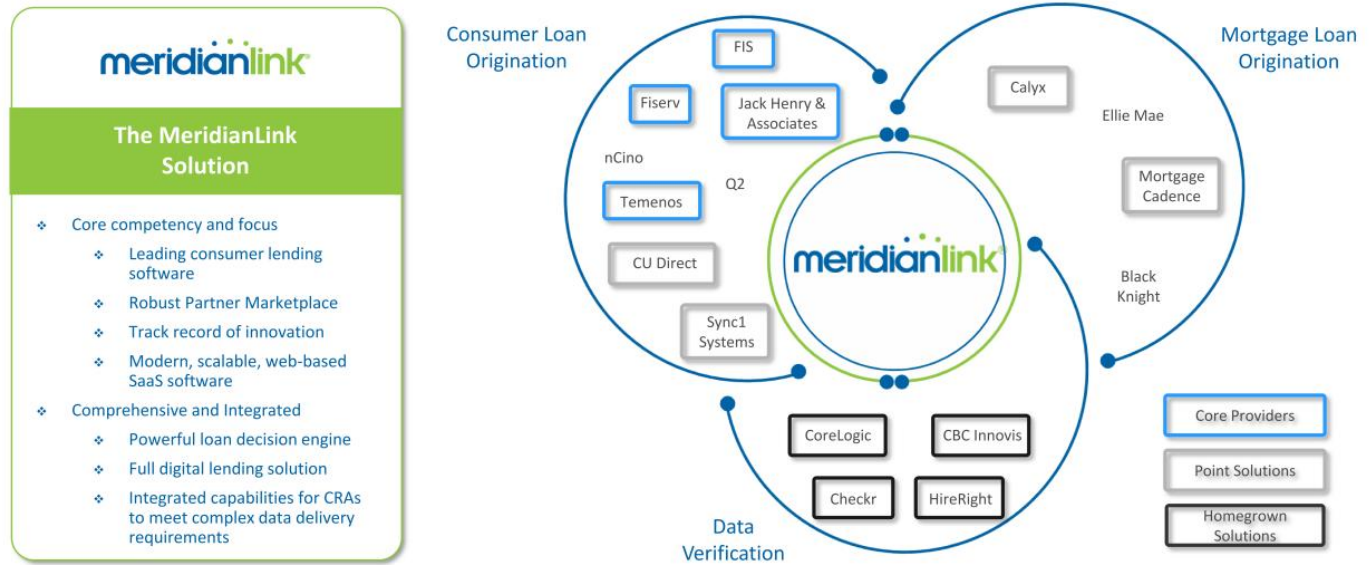 meridianlink®
The MeridianLink
Solution
❖ Core competency and focus
❖ Leading consumer lending
software
❖ Robust Partner Marketplace
❖ Track record of innovation
❖ Modern, scalable, web-based
SaaS software
❖ Comprehensive and Integrated
❖ Powerful loan decision engine
❖ Full digital lending solution
❖ Integrated capabilities for CRAs
to meet complex data delivery
requirements
Consumer Loan
Origination
FIS
Fiserv
Jack Henry &
Associates
nCino
Q2
Temenos
CU Direct
Sync1
Systems
meridianlink®
Mortgage Loan
Origination
Calyx
Ellie Mae
Mortgage
Cadence
Black
Knight
CoreLogic
CBC Innovis
Checkr
HireRight
Data
Verification
Core Providers
Point Solutions
Homegrown
Solutions